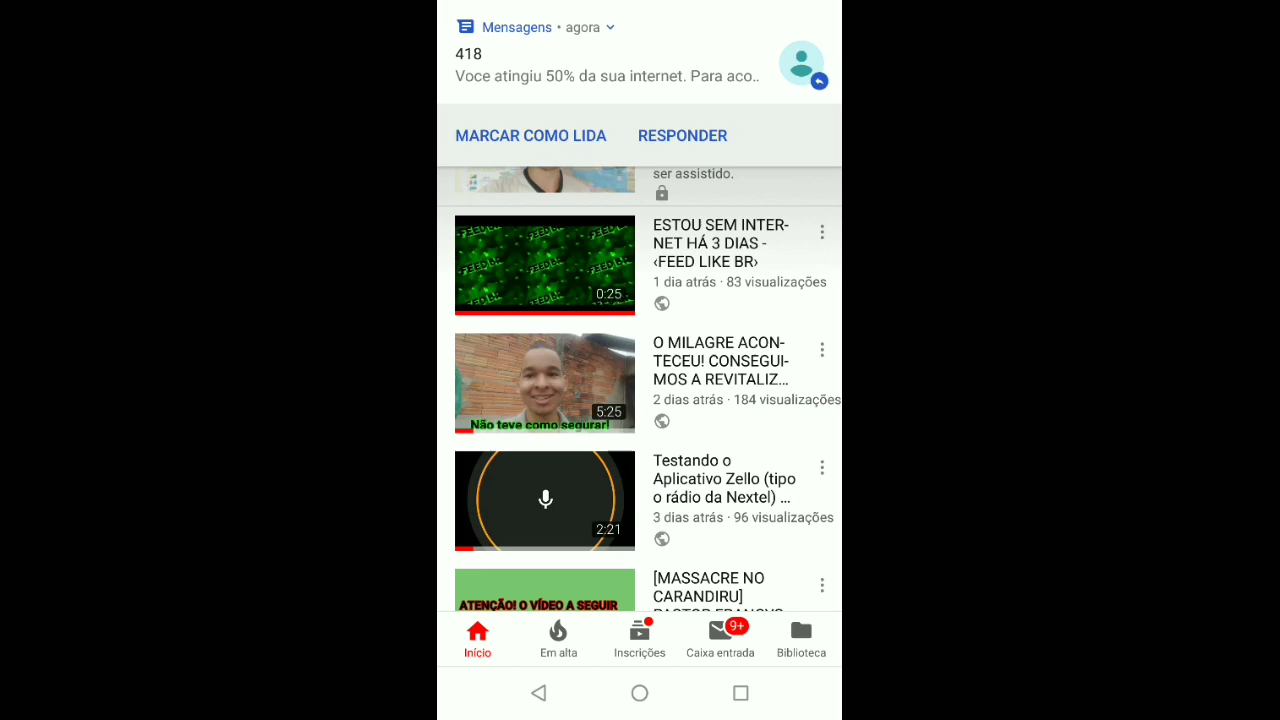 Mensagens • agora
418
Voce atingiu 50% da sua internet. Para aco..
MARCAR COMO LIDA RESPONDER
ser assistido.
FEED BR
0:25
ESTOU SEM INTER-
NET HÁ 3 DIAS -
‹FEED LIKE BR›
1 dia atrás · 83 visualizações
Não teve como segurar!
5:25
O MILAGRE ACON-
TECEU! CONSEGUI-
MOS A REVITALIZ...
2 dias atrás · 184 visualizações
2:21
Testando o
Aplicativo Zello (tipo
o rádio da Nextel) ...
3 dias atrás · 96 visualizações
ATENÇÃO! O VÍDEO A SEGUIR
[MASSACRE NO
CARANDIRU]
9+
Início Em alta Inscrições Caixa entrada Biblioteca